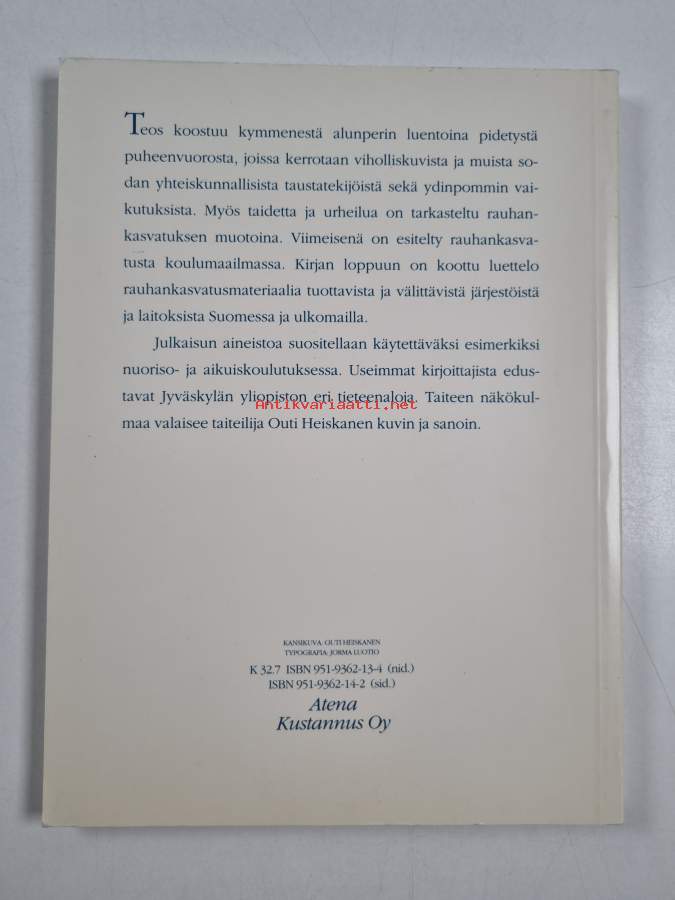 Teos koostuu kymmenestä alunperin luentoina pidetystä
puheenvuorosta, joissa kerrotaan viholliskuvista ja muista so-
dan yhteiskunnallisista taustatekijöistä sekä ydinpommin vai-
kutuksista. Myös taidetta ja urheilua on tarkasteltu rauhan-
kasvatuksen muotoina. Viimeisenä on esitelty rauhankasva-
tusta koulumaailmassa. Kirjan loppuun on koottu luettelo
rauhankasvatusmateriaalia tuottavista ja välittävistä järjestöistä
ja laitoksista Suomessa ja ulkomailla.
Julkaisun aineistoa suositellaan käytettäväksi esimerkiksi
nuoriso- ja aikuiskoulutuksessa. Useimmat kirjoittajista edus-
tavat Jyväskylän yliopiston eri tieteenaloja. Taiteen näkökul-
Antikvariaatti.net
maa valaisee taiteilija Outi Heiskanen kuvin ja sanoin.
KANSIKUVA: OUTI HEISKANEN
TYPOGRAFIA: JORMA LUOTIO
K 32.7 ISBN 951-9362-13-4 (nid.)
ISBN 951-9362-14-2 (sid.)
Atena
Kustannus Oy